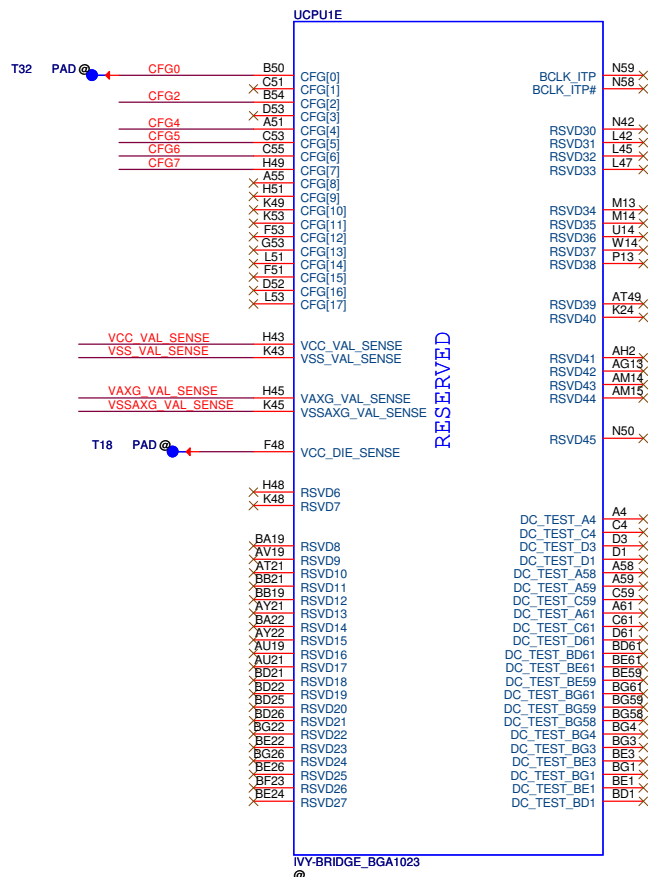 UCPU1E
T32 PAD @ CFG0 B50 CFG[0] BCLK_ITP N59
C51 CFG[1] BCLK_ITP# N58
CFG2 B54 CFG[2]
D53 CFG[3]
CFG4 A51 CFG[4] RSVD30 N42
CFG5 C53 CFG[5] RSVD31 L42
CFG6 C55 CFG[6] RSVD32 L45
CFG7 H49 CFG[7] RSVD33 L47
A55 CFG[8]
H51 CFG[9]
K49 CFG[10] RSVD34 M13
K53 CFG[11] RSVD35 M14
F53 CFG[12] RSVD36 U14
G53 CFG[13] RSVD37 W14
L51 CFG[14] RSVD38 P13
F51 CFG[15]
D52 CFG[16]
L53 CFG[17] RSVD39 AT49
RSVD40 K24
VCC_VAL_SENSE H43 VCC_VAL_SENSE
VSS_VAL_SENSE K43 VSS_VAL_SENSE RSVD41 AH2
RSVD42 AG13
RSVD43 AM14
VAXG_VAL_SENSE H45 VAXG_VAL_SENSE RSVD44 AM15
VSSAXG_VAL_SENSE K45 VSSAXG_VAL_SENSE
RESERVED
RSVD45 N50
T18 PAD @ F48 VCC_DIE_SENSE
H48 RSVD6
K48 RSVD7
DC_TEST_A4 A4
DC_TEST_C4 C4
BA19 RSVD8 DC_TEST_D3 D3
AV19 RSVD9 DC_TEST_D1 D1
AT21 RSVD10 DC_TEST_A58 A58
BB21 RSVD11 DC_TEST_A59 A59
BB19 RSVD12 DC_TEST_C59 C59
AY21 RSVD13 DC_TEST_A61 A61
BA22 RSVD14 DC_TEST_C61 C61
AY22 RSVD15 DC_TEST_D61 D61
AU19 RSVD16 DC_TEST_BD61 BD61
AU21 RSVD17 DC_TEST_BE61 BE61
BD21 RSVD18 DC_TEST_BE59 BE59
BD22 RSVD19 DC_TEST_BG61 BG61
BD25 RSVD20 DC_TEST_BG59 BG59
BD26 RSVD21 DC_TEST_BG58 BG58
BG22 RSVD22 DC_TEST_BG4 BG4
BE22 RSVD23 DC_TEST_BG3 BG3
BG26 RSVD24 DC_TEST_BE3 BE3
BE26 RSVD25 DC_TEST_BG1 BG1
BF23 RSVD26 DC_TEST_BE1 BE1
BE24 RSVD27 DC_TEST_BD1 BD1
IVY-BRIDGE_BGA1023
@